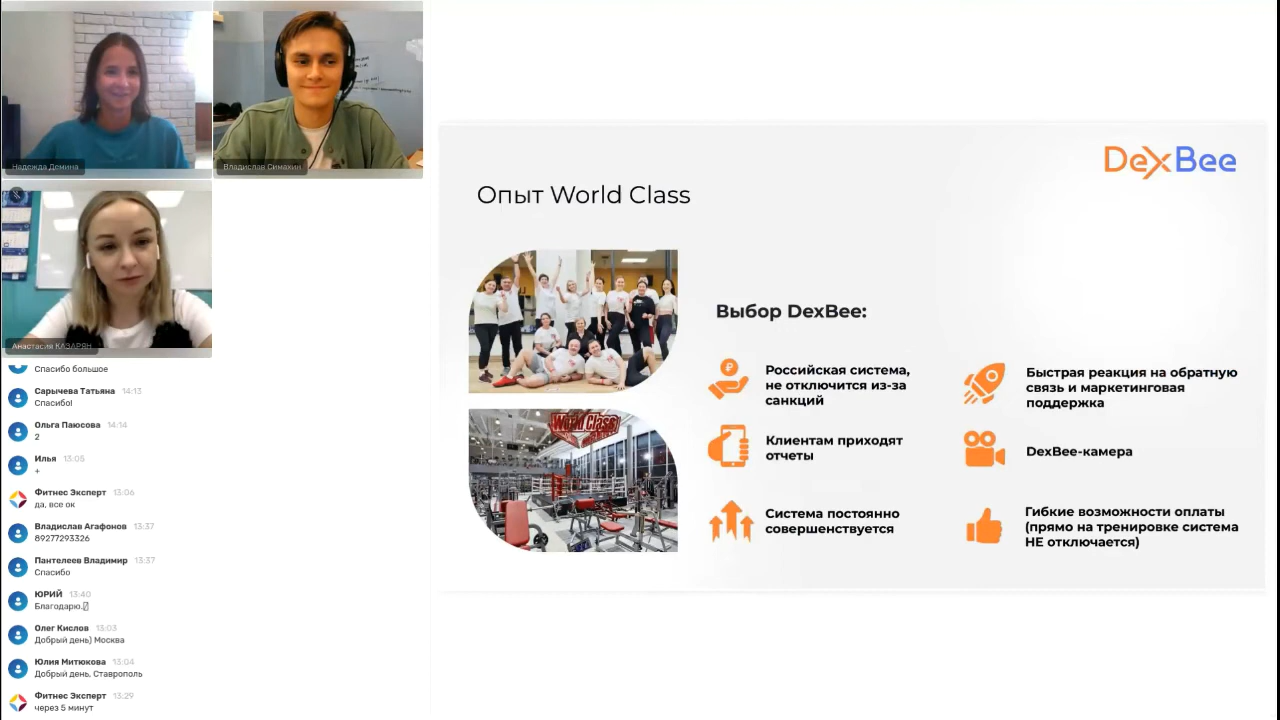 Надежда Демина
Владислав Симахин
Анастасия КАЗАРЯН
Спасибо большое
Сарычева Татьяна 14:13
Спасибо!
Ольга Паюсова 14:14
2
Илья 13:05
+
Фитнес Эксперт 13:06
да, все ок
Владислав Агафонов 13:37
89277293326
Пантелеев Владимир 13:37
Спасибо
ЮРИЙ 13:40
Благодарю.
Олег Кислов 13:03
Добрый день) Москва
Юлия Митюкова 13:04
Добрый день, Ставрополь
Фитнес Эксперт 13:29
через 5 минут
DexBee
Опыт World Class
World Class
Выбор DexBee:
Российская система,
не отключится из-за
санкций
Клиентам приходят
отчеты
Система постоянно
совершенствуется
Быстрая реакция на обратную
связь и маркетинговая
поддержка
DexBee-камера
Гибкие возможности оплаты
(прямо на тренировке система
НЕ отключается)